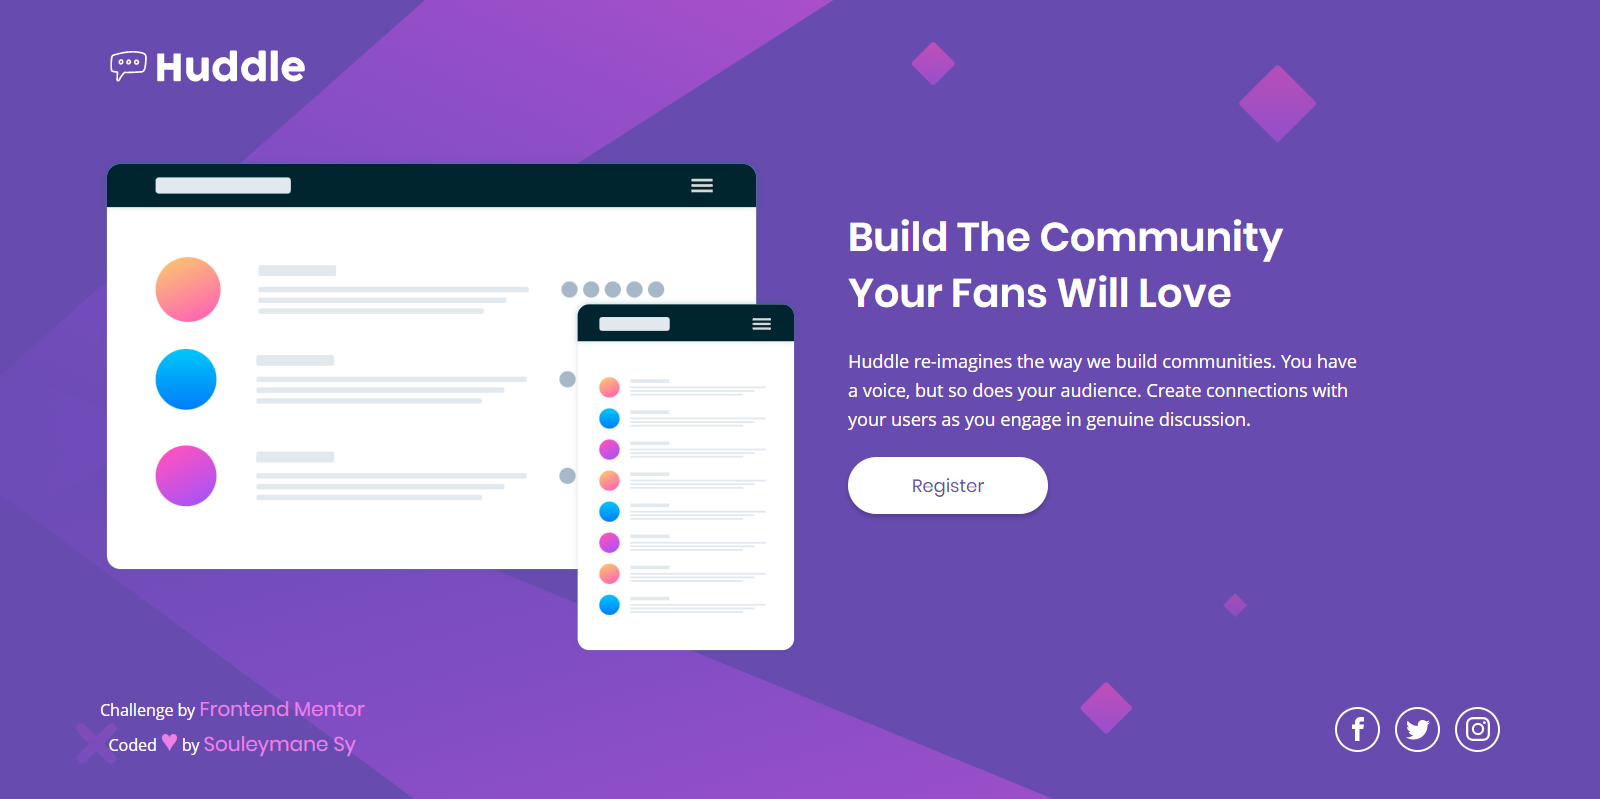 Huddle
Build The Community
Your Fans Will Love
Huddle re-imagines the way we build communities. You have
a voice, but so does your audience. Create connections with
your users as you engage in genuine discussion.
Register
Challenge by Frontend Mentor
Coded ♥ by Souleymane Sy